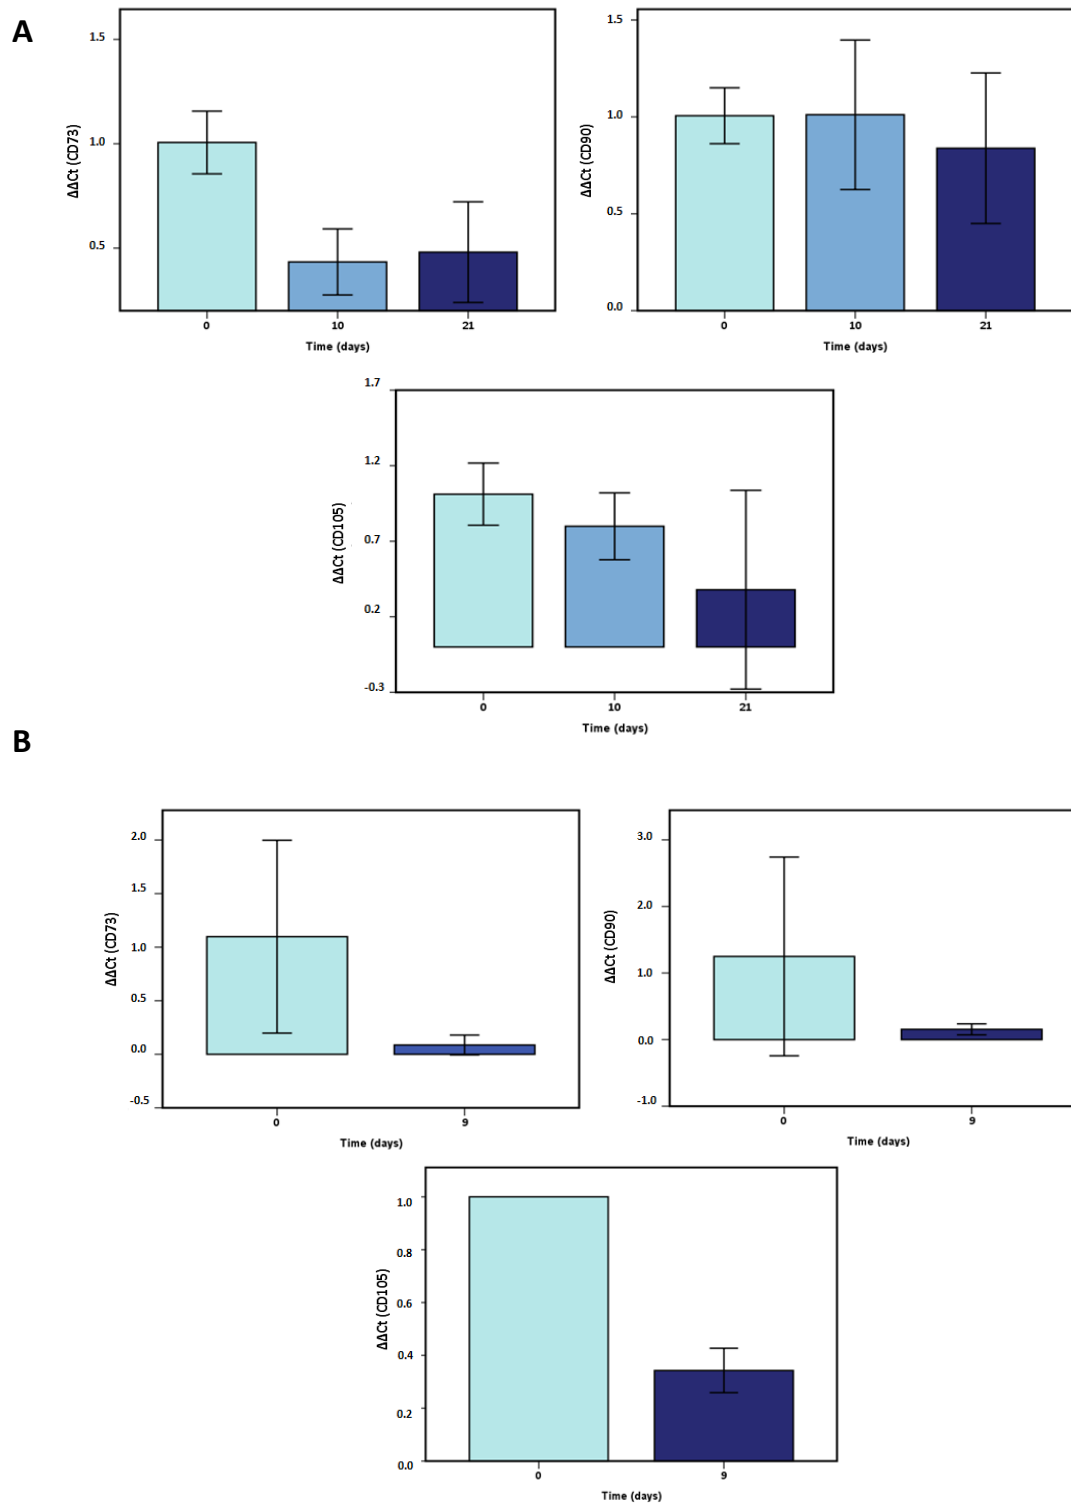 A
1.5
1.0
0.5
ΔΔCt (CD73)
0 10 21
Time (days)
1.5
1.0
0.5
0.0
ΔΔCt (CD90)
0 10 21
Time (days)
1.7
1.2
0.7
0.2
-0.3
ΔΔCt (CD105)
0 10 21
Time (days)
B
2.0
1.5
1.0
0.5
0.0
-0.5
ΔΔCt (CD73)
0 9
Time (days)
3.0
2.0
1.0
0.0
-1.0
ΔΔCt (CD90)
0 9
Time (days)
1.0
0.8
0.6
0.4
0.2
0.0
ΔΔCt (CD105)
0 9
Time (days)